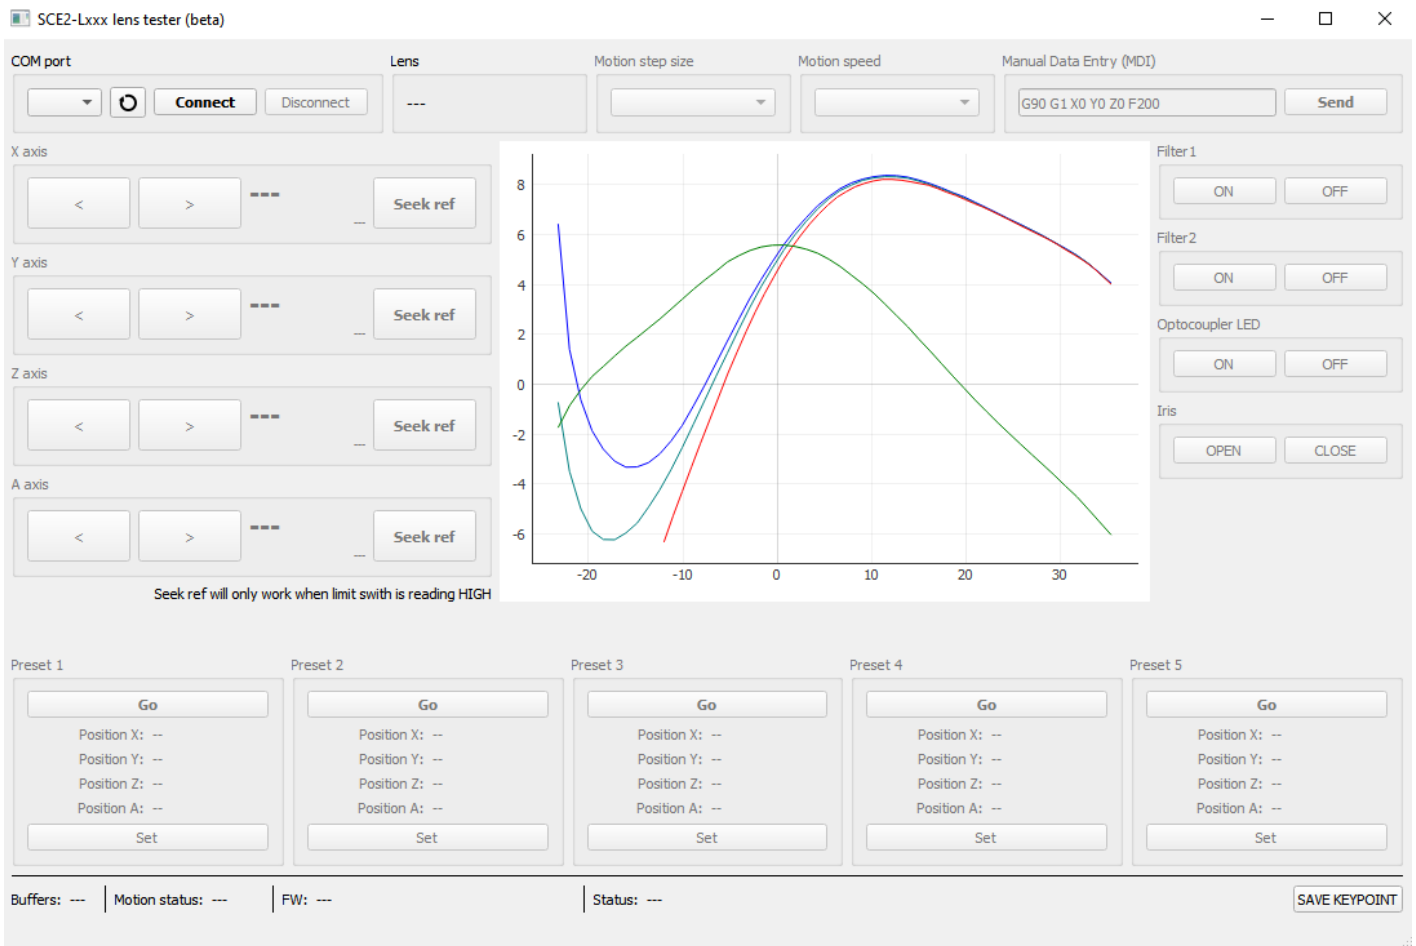 SCE2-Lxxx lens tester (beta)
COM port
Lens
Motion step size
Motion speed
Manual Data Entry (MDI)
Connect
Disconnect
---
G90 G1 X0 Y0 Z0 F200
Send
X axis
<
>
---
---
Seek ref
Y axis
<
>
---
---
Seek ref
Z axis
<
>
---
---
Seek ref
A axis
<
>
---
---
Seek ref
Seek ref will only work when limit swith is reading HIGH
8
6
4
2
0
-2
-4
-6
-20
-10
0
10
20
30
Filter1
ON
OFF
Filter2
ON
OFF
Optocoupler LED
ON
OFF
Iris
OPEN
CLOSE
Preset 1
Go
Position X: --
Position Y: --
Position Z: --
Position A: --
Set
Preset 2
Go
Position X: --
Position Y: --
Position Z: --
Position A: --
Set
Preset 3
Go
Position X: --
Position Y: --
Position Z: --
Position A: --
Set
Preset 4
Go
Position X: --
Position Y: --
Position Z: --
Position A: --
Set
Preset 5
Go
Position X: --
Position Y: --
Position Z: --
Position A: --
Set
Buffers: ---
Motion status: ---
FW: ---
Status: ---
SAVE KEYPOINT